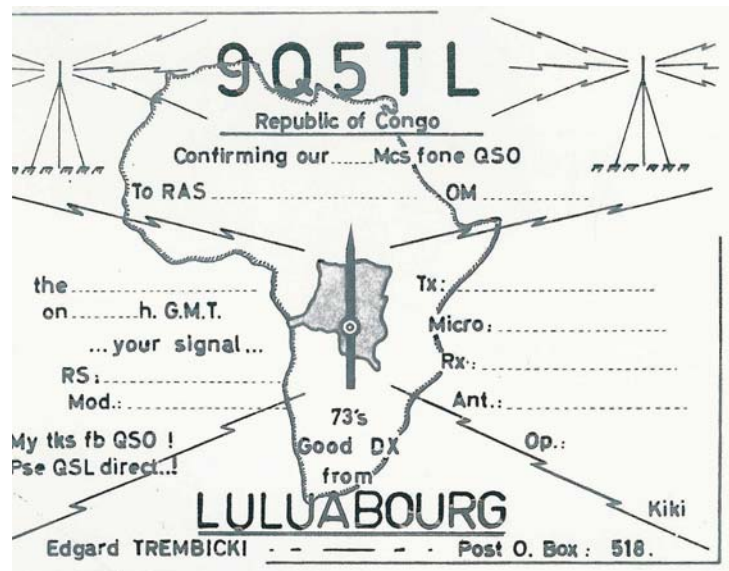 9Q5TL
Republic of Congo
Confirming our......Mcs fone QSO
To RAS.................... OM..............
the....................
on........h. G.M.T.
...your signal...
RS:....................
Mod.:....................
My tks fb QSO !
Pse QSL direct..!
Tx:....................
Micro:....................
Rx:....................
Ant.:....................
Op.:
Kiki
73's
Good DX
from
LULUABOURG
Edgard TREMBICKI - - — - - Post O. Box : 518.